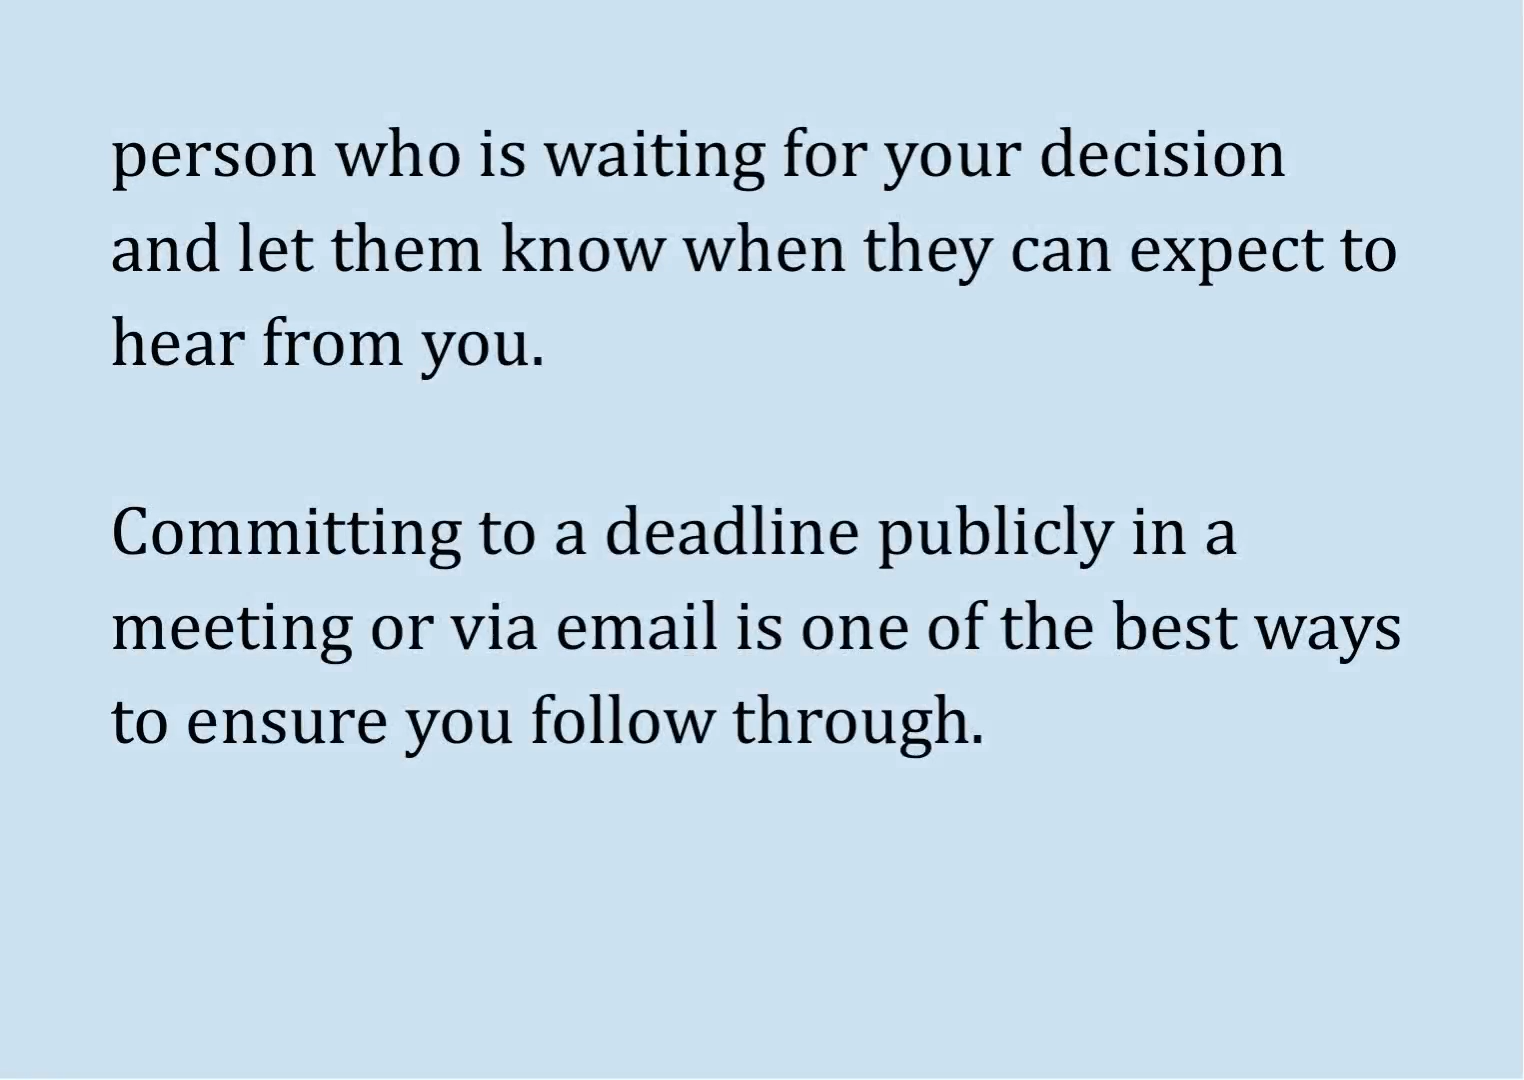 person who is waiting for your decision
and let them know when they can expect to
hear from you.
Committing to a deadline publicly in a
meeting or via email is one of the best ways
to ensure you follow through.